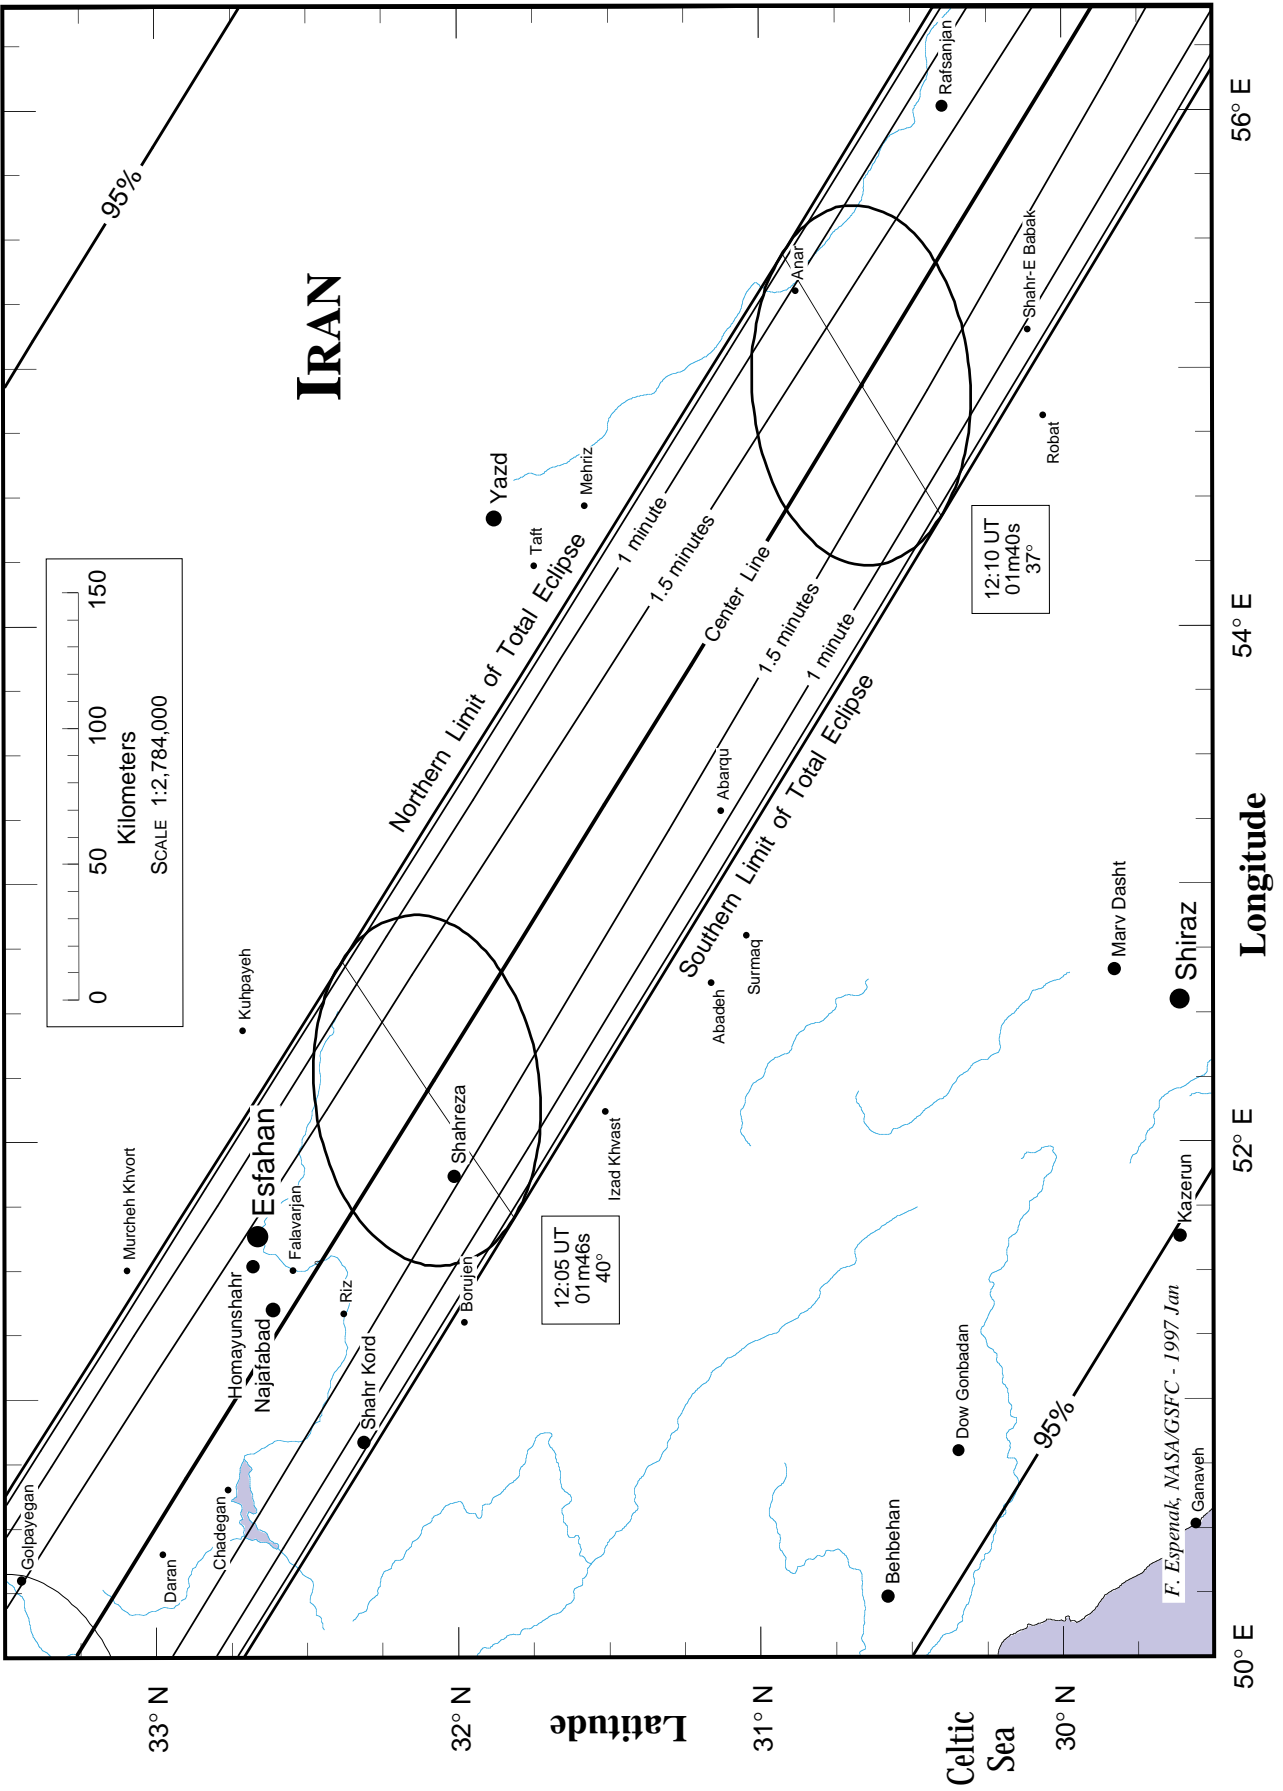 0 50 100 150
Kilometers
SCALE 1:2,784,000
IRAN
95%
Golpayegan
Daran
Chadegan
Murcheh Khvort
Kuhpayeh
Homayunshahr
Najafabad
Esfahan
Falavarjan
Riz
Shahr Kord
Borujen
Shahreza
Izad Khvast
12:05 UT
01m46s
40°
Northern Limit of Total Eclipse
Yazd
Taft
Mehriz
1 minute
1.5 minutes
Center Line
1.5 minutes
1 minute
Southern Limit of Total Eclipse
Abarqu
Abadeh
Surmaq
12:10 UT
01m40s
37°
Anar
Rafsanjan
Shahr-E Babak
Robat
Marv Dasht
Shiraz
Kazerun
Dow Gonbadan
Behbehan
Ganaveh
95%
F. Espenak, NASA/GSFC - 1997 Jan
33° N
32° N
31° N
30° N
Latitude
Celtic
Sea
50° E
52° E
54° E
56° E
Longitude